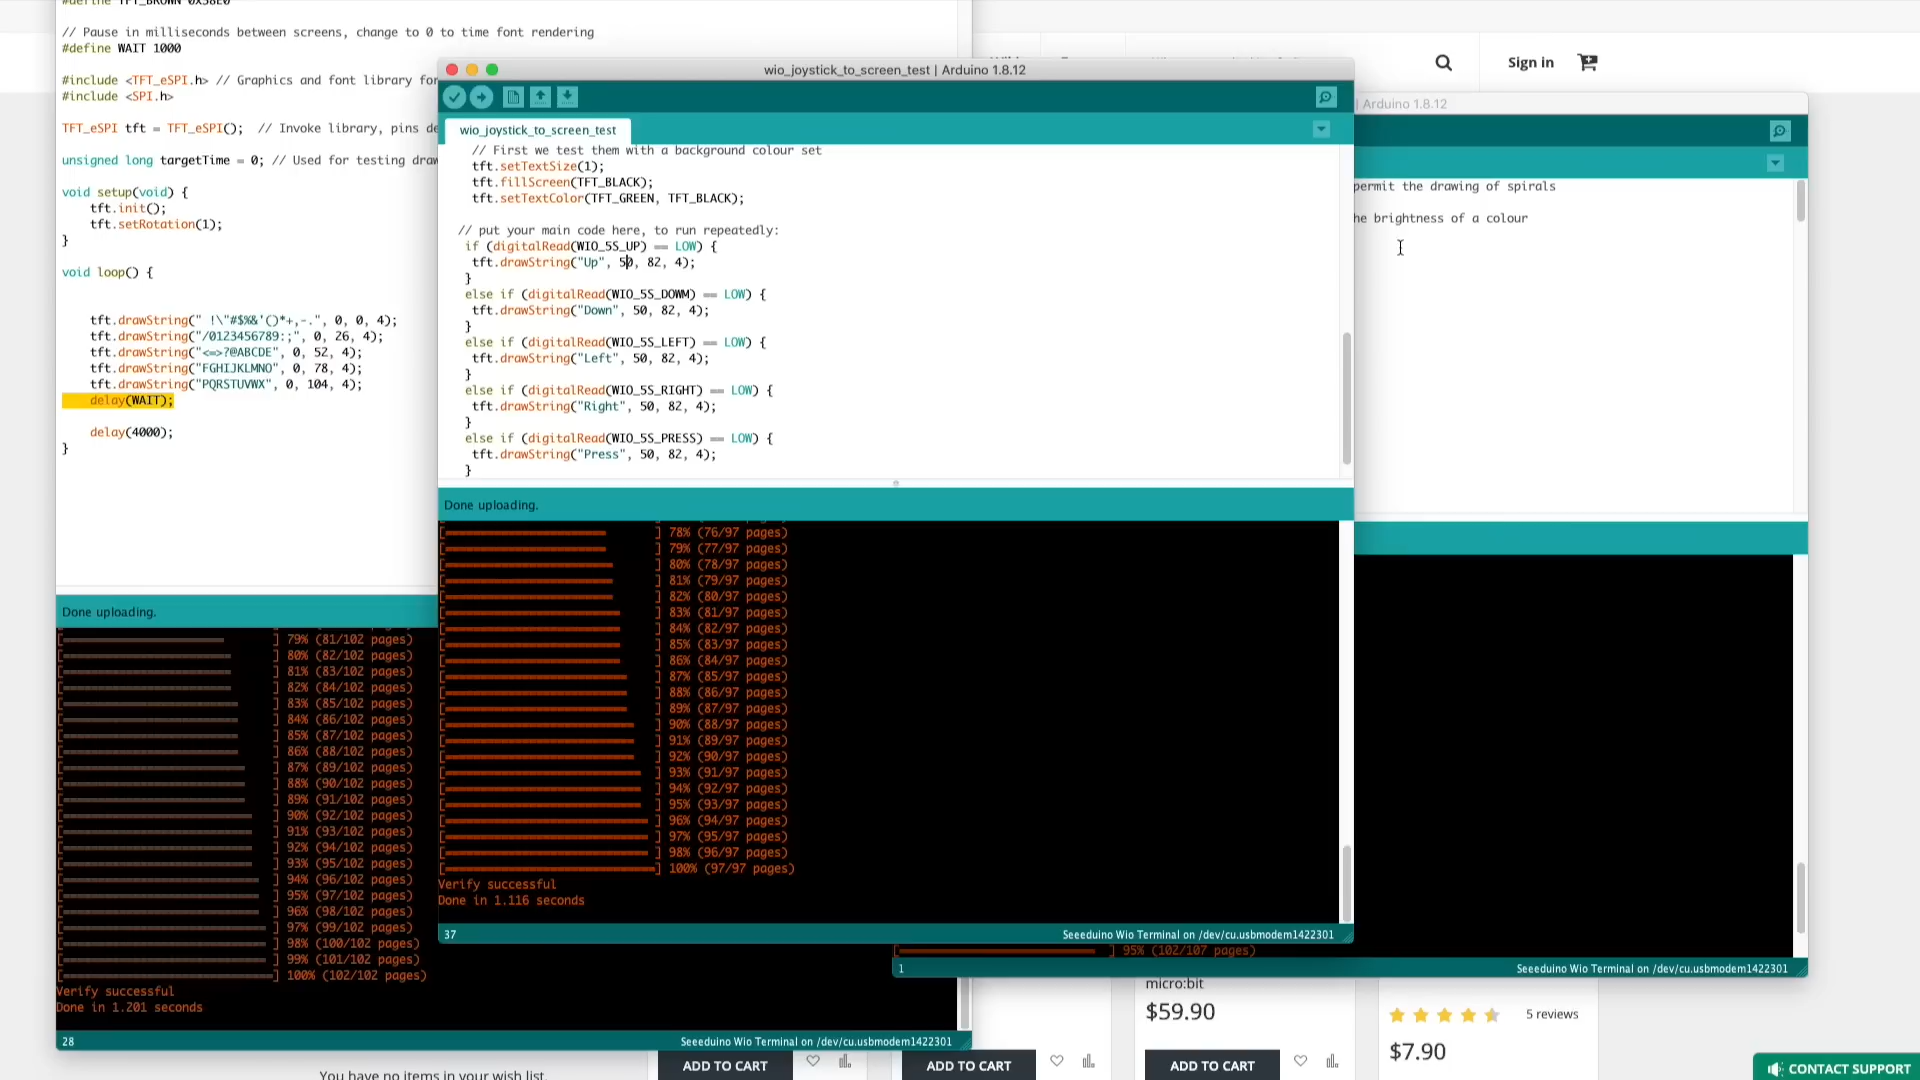 // Pause in milliseconds between screens, change to 0 to time font rendering
#define WAIT 1000
#include <TFT_eSPI.h> // Graphics and font library for
#include <SPI.h>
TFT_eSPI tft = TFT_eSPI();  // Invoke library, pins de
unsigned long targetTime = 0; // Used for testing draw
void setup(void) {
    tft.init();
    tft.setRotation(1);
}
void loop() {
    tft.drawString(" !\"#$%&'()*+,-.", 0, 0, 4);
    tft.drawString("/0123456789:;", 0, 26, 4);
    tft.drawString("<=>?@ABCDE", 0, 52, 4);
    tft.drawString("FGHIJKLMNO", 0, 78, 4);
    tft.drawString("PQRSTUVWX", 0, 104, 4);
    delay(WAIT);
    delay(4000);
}
Done uploading.
] 79% (81/102 pages)
] 80% (82/102 pages)
] 81% (83/102 pages)
] 82% (84/102 pages)
] 83% (85/102 pages)
] 84% (86/102 pages)
] 85% (87/102 pages)
] 86% (88/102 pages)
] 87% (89/102 pages)
] 88% (90/102 pages)
] 89% (91/102 pages)
] 90% (92/102 pages)
] 91% (93/102 pages)
] 92% (94/102 pages)
] 93% (95/102 pages)
] 94% (96/102 pages)
] 95% (97/102 pages)
] 96% (98/102 pages)
] 97% (99/102 pages)
] 98% (100/102 pages)
] 99% (101/102 pages)
] 100% (102/102 pages)
Verify successful
Done in 1.201 seconds
28
Seeeduino Wio Terminal on /dev/cu.usbmodem1422301
wio_joystick_to_screen_test | Arduino 1.8.12
wio_joystick_to_screen_test
// First we test them with a background colour set
tft.setTextSize(1);
tft.fillScreen(TFT_BLACK);
tft.setTextColor(TFT_GREEN, TFT_BLACK);
// put your main code here, to run repeatedly:
if (digitalRead(WIO_5S_UP) == LOW) {
tft.drawString("Up", 50, 82, 4);
}
else if (digitalRead(WIO_5S_DOWM) == LOW) {
tft.drawString("Down", 50, 82, 4);
}
else if (digitalRead(WIO_5S_LEFT) == LOW) {
tft.drawString("Left", 50, 82, 4);
}
else if (digitalRead(WIO_5S_RIGHT) == LOW) {
tft.drawString("Right", 50, 82, 4);
}
else if (digitalRead(WIO_5S_PRESS) == LOW) {
tft.drawString("Press", 50, 82, 4);
}
Done uploading.
] 78% (76/97 pages)
] 79% (77/97 pages)
] 80% (78/97 pages)
] 81% (79/97 pages)
] 82% (80/97 pages)
] 83% (81/97 pages)
] 84% (82/97 pages)
] 85% (83/97 pages)
] 86% (84/97 pages)
] 87% (85/97 pages)
] 88% (86/97 pages)
] 89% (87/97 pages)
] 90% (88/97 pages)
] 91% (89/97 pages)
] 92% (90/97 pages)
] 93% (91/97 pages)
] 94% (92/97 pages)
] 95% (93/97 pages)
] 96% (94/97 pages)
] 97% (95/97 pages)
] 98% (96/97 pages)
] 100% (97/97 pages)
Verify successful
Done in 1.116 seconds
37
Seeeduino Wio Terminal on /dev/cu.usbmodem1422301
Sign in
| Arduino 1.8.12
permit the drawing of spirals
he brightness of a colour
] 95% (102/107 pages)
1
Seeeduino Wio Terminal on /dev/cu.usbmodem1422301
micro:bit
$59.90
5 reviews
$7.90
ADD TO CART
ADD TO CART
ADD TO CART
You have no items in your wish list.
CONTACT SUPPORT